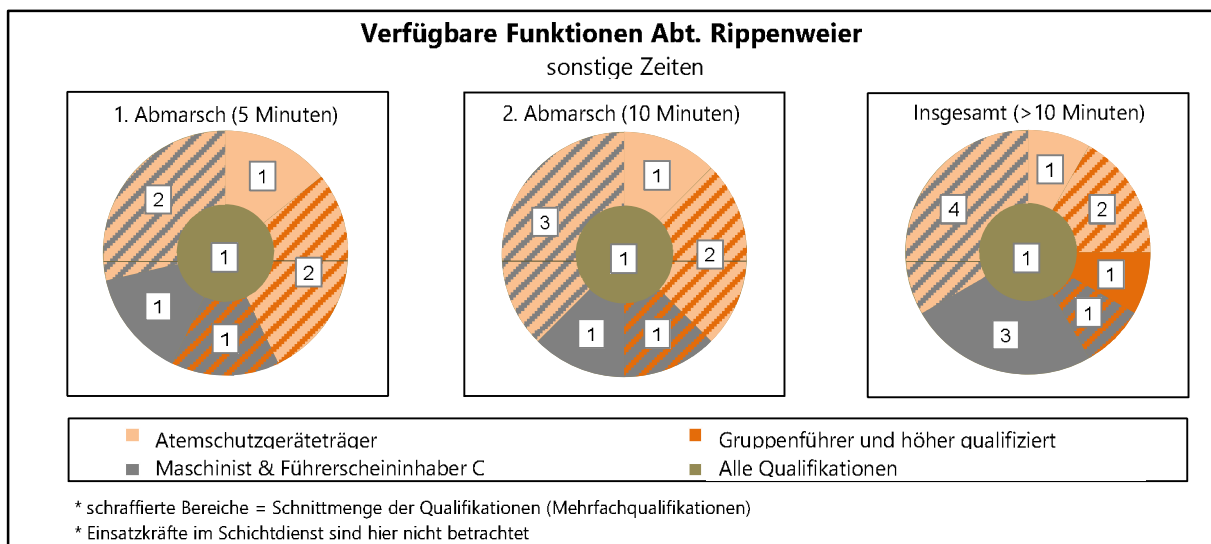 Verfügbare Funktionen Abt. Rippenweier
sonstige Zeiten
1. Abmarsch (5 Minuten)
1
2
2
1
1
1
2. Abmarsch (10 Minuten)
1
3
2
1
1
1
Insgesamt (>10 Minuten)
1
4
2
1
1
1
3
Atemschutzgeräteträger
Gruppenführer und höher qualifiziert
Maschinist & Führerscheininhaber C
Alle Qualifikationen
* schraffierte Bereiche = Schnittmenge der Qualifikationen (Mehrfachqualifikationen)
* Einsatzkräfte im Schichtdienst sind hier nicht betrachtet